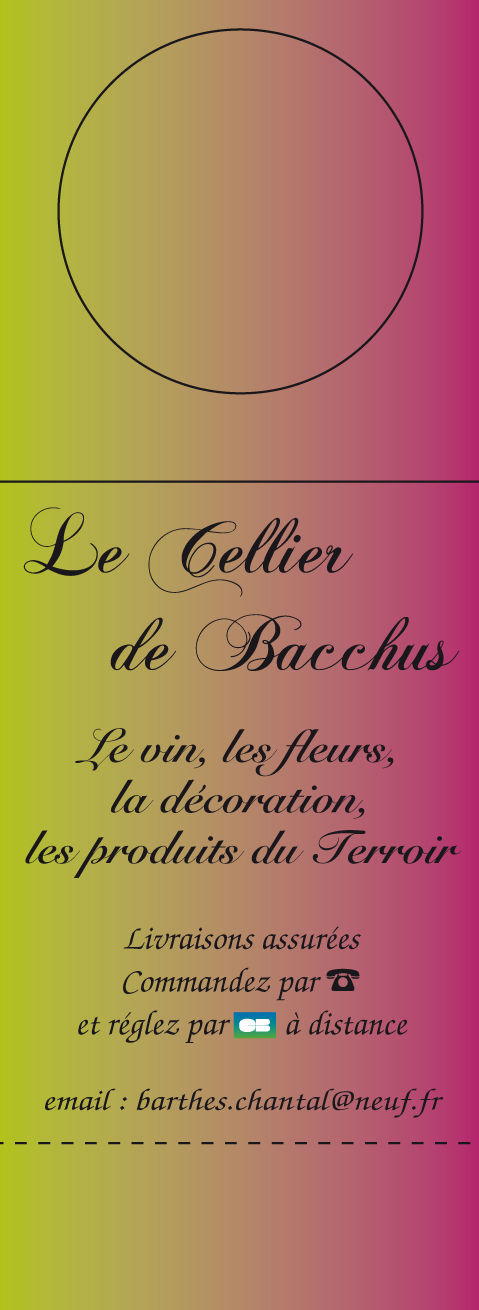 Le Cellier
de Bacchus
Le vin, les fleurs,
la décoration,
les produits du Terroir
Livraisons assurées
Commandez par ☎
et réglez par CB à distance
email : barthes.chantal@neuf.fr